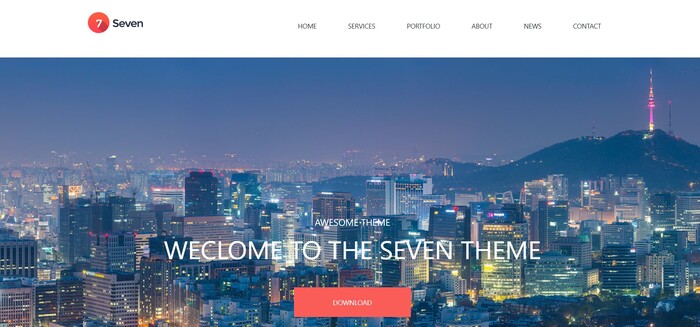 7 Seven
HOME SERVICES PORTFOLIO ABOUT NEWS CONTACT
AWESOME THEME
WECLOME TO THE SEVEN THEME
DOWNLOAD